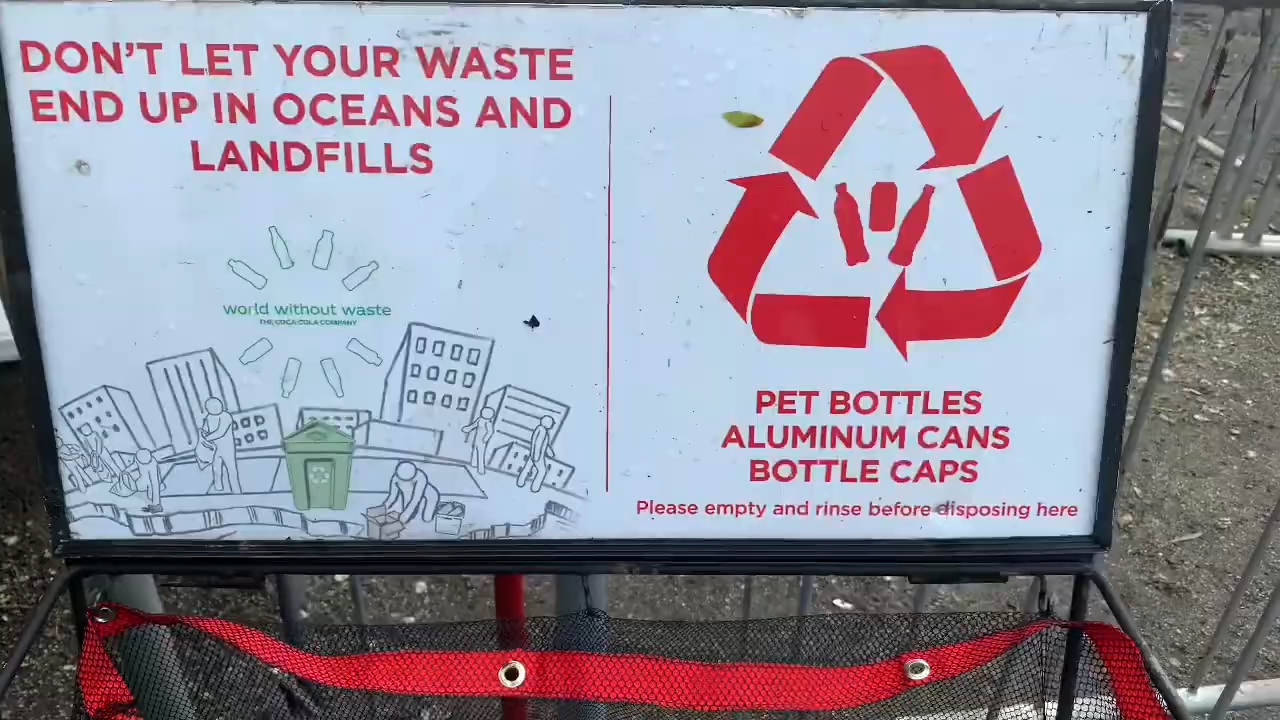 DON'T LET YOUR WASTE
END UP IN OCEANS AND
LANDFILLS
world without waste
THE COCA-COLA COMPANY
PET BOTTLES
ALUMINUM CANS
BOTTLE CAPS
Please empty and rinse before disposing here